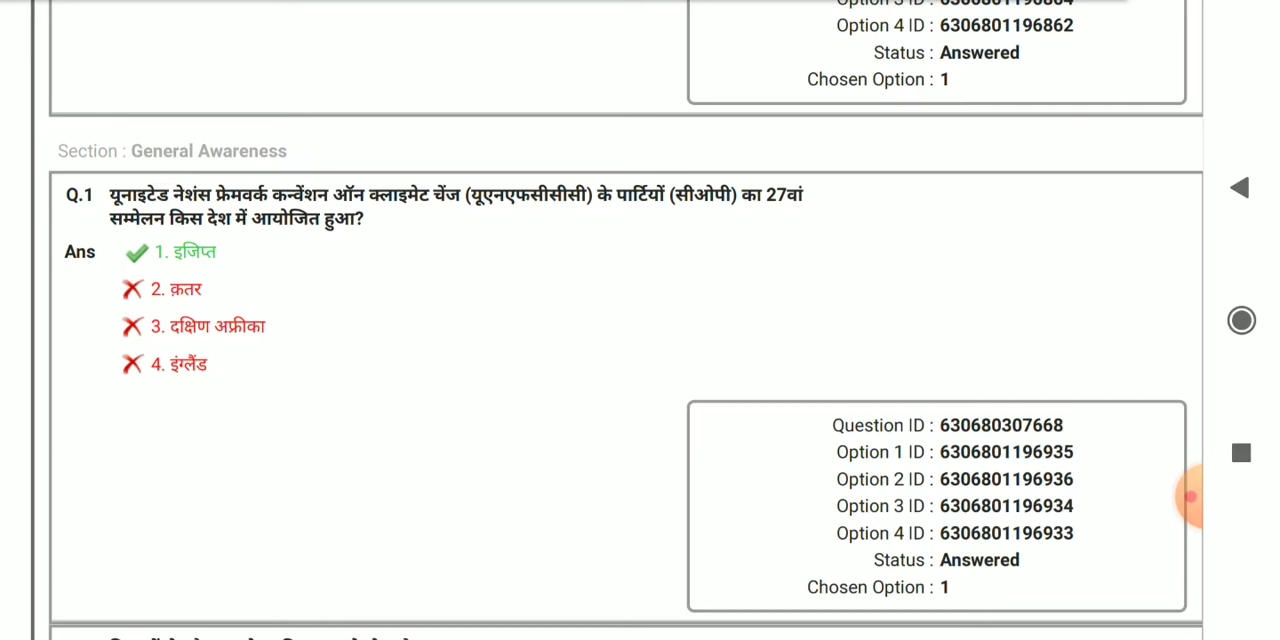 Option 4 ID : 6306801196862
Status : Answered
Chosen Option : 1
Section : General Awareness
Q.1 यूनाइटेड नेशंस फ्रेमवर्क कन्वेंशन ऑन क्लाइमेट चेंज (यूएनएफसीसीसी) के पार्टियों (सीओपी) का 27वां
सम्मेलन किस देश में आयोजित हुआ?
Ans 1. इजिप्त
2. क़तर
3. दक्षिण अफ्रीका
4. इंग्लैंड
Question ID : 630680307668
Option 1 ID : 6306801196935
Option 2 ID : 6306801196936
Option 3 ID : 6306801196934
Option 4 ID : 6306801196933
Status : Answered
Chosen Option : 1